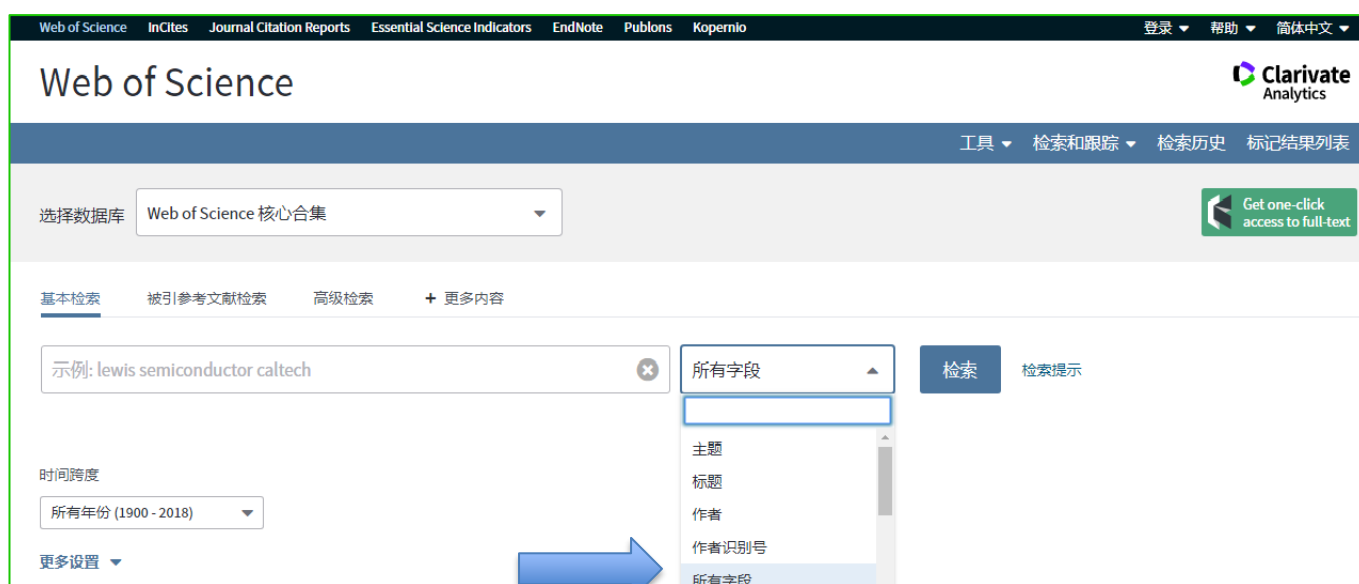 Web of Science InCites Journal Citation Reports Essential Science Indicators EndNote Publons Kopernio 登录 帮助 简体中文
Web of Science
Clarivate
Analytics
工具 检索和跟踪 检索历史 标记结果列表
选择数据库 Web of Science 核心合集
Get one-click
access to full-text
基本检索 被引参考文献检索 高级检索 + 更多内容
示例: lewis semiconductor caltech 所有字段 检索 检索提示
主题
时间跨度
标题
所有年份 (1900 - 2018)
作者
作者识别号
更多设置
所有字段